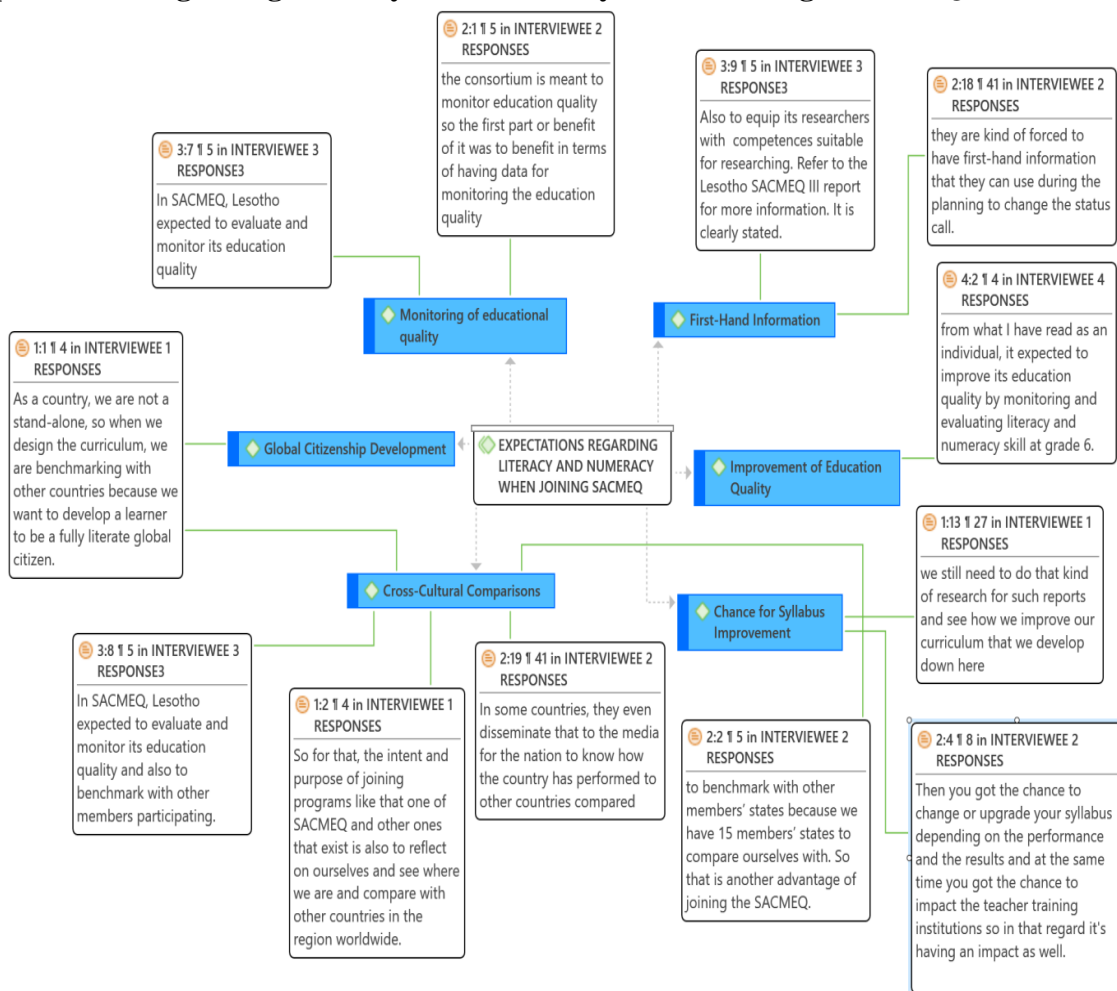 2:1 ¶ 5 in INTERVIEWEE 2
RESPONSES
the consortium is meant to
monitor education quality
so the first part or benefit
of it was to benefit in terms
of having data for
monitoring the education
quality
3:9 ¶ 5 in INTERVIEWEE 3
RESPONSE3
Also to equip its researchers
with competences suitable
for researching. Refer to the
Lesotho SACMEQ III report
for more information. It is
clearly stated.
2:18 ¶ 41 in INTERVIEWEE 2
RESPONSES
they are kind of forced to
have first-hand information
that they can use during the
planning to change the status
call.
3:7 ¶ 5 in INTERVIEWEE 3
RESPONSE3
In SACMEQ, Lesotho
expected to evaluate and
monitor its education
quality
4:2 ¶ 4 in INTERVIEWEE 4
RESPONSES
from what I have read as an
individual, it expected to
improve its education
quality by monitoring and
evaluating literacy and
numeracy skill at grade 6.
Monitoring of educational
quality
First-Hand Information
1:1 ¶ 4 in INTERVIEWEE 1
RESPONSES
As a country, we are not a
stand-alone, so when we
design the curriculum, we
are benchmarking with
other countries because we
want to develop a learner
to be a fully literate global
citizen.
Global Citizenship Development
EXPECTATIONS REGARDING
LITERACY AND NUMERACY
WHEN JOINING SACMEQ
Improvement of Education
Quality
Cross-Cultural Comparisons
Chance for Syllabus
Improvement
1:13 ¶ 27 in INTERVIEWEE 1
RESPONSES
we still need to do that kind
of research for such reports
and see how we improve our
curriculum that we develop
down here
3:8 ¶ 5 in INTERVIEWEE 3
RESPONSE3
In SACMEQ, Lesotho
expected to evaluate and
monitor its education
quality and also to
benchmark with other
members participating.
1:2 ¶ 4 in INTERVIEWEE 1
RESPONSES
So for that, the intent and
purpose of joining
programs like that one of
SACMEQ and other ones
that exist is also to reflect
on ourselves and see where
we are and compare with
other countries in the
region worldwide.
2:19 ¶ 41 in INTERVIEWEE 2
RESPONSES
In some countries, they even
disseminate that to the media
for the nation to know how
the country has performed to
other countries compared
2:2 ¶ 5 in INTERVIEWEE 2
RESPONSES
to benchmark with other
members’ states because we
have 15 members’ states to
compare ourselves with. So
that is another advantage of
joining the SACMEQ.
2:4 ¶ 8 in INTERVIEWEE 2
RESPONSES
Then you got the chance to
change or upgrade your syllabus
depending on the performance
and the results and at the same
time you got the chance to
impact the teacher training
institutions so in that regard it's
having an impact as well.